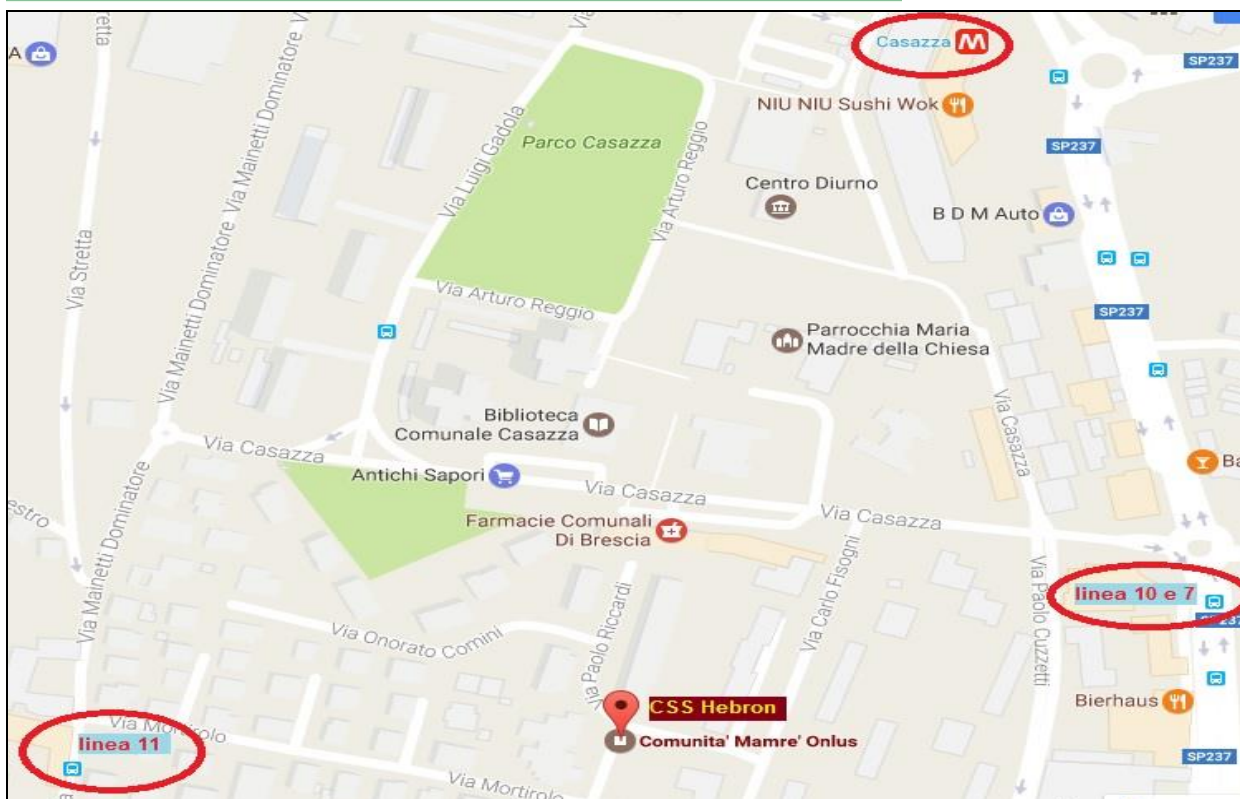 Casazza M
SP237
A
NIU NIU Sushi Wok
SP237
Parco Casazza
Via Luigi Gadola
Via Arturo Reggio
Centro Diurno
B D M Auto
Via Stretta
Via Mainetti Dominatore Via Mainetti Dominatore Via
Via Arturo Reggio
SP237
Parrocchia Maria
Madre della Chiesa
Biblioteca
Comunale Casazza
Via Casazza
Via Casazza
Antichi Sapori
Via Casazza
Ba
Farmacie Comunali
Di Brescia
Via Casazza
estro
Via Mainetti Dominatore
Via Onorato Comini
Via Paolo Riccardi
Via Carlo Fisogni
Via Paolo Cuzzetti
linea 10 e 7
SP237
Bierhaus
CSS Hebron
Comunita' Mamre' Onlus
Via Mortirolo
linea 11
Via Mortirolo
SP237